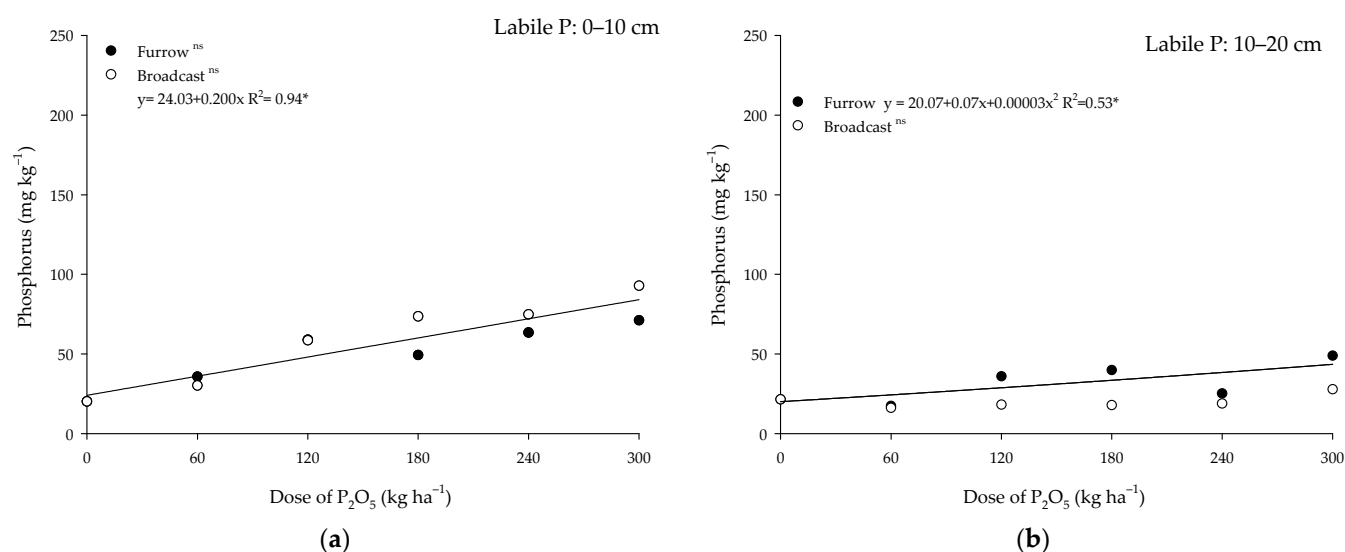 Labile P: 0–10 cm
250
200
150
100
50
0
Phosphorus (mg kg⁻¹)
Furrow ns
Broadcast ns
y= 24.03+0.200x R²= 0.94*
0 60 120 180 240 300
Dose of P₂O₅ (kg ha⁻¹)
(a)
Labile P: 10–20 cm
250
200
150
100
50
0
Phosphorus (mg kg⁻¹)
Furrow y = 20.07+0.07x+0.00003x² R²=0.53*
Broadcast ns
0 60 120 180 240 300
Dose of P₂O₅ (kg ha⁻¹)
(b)